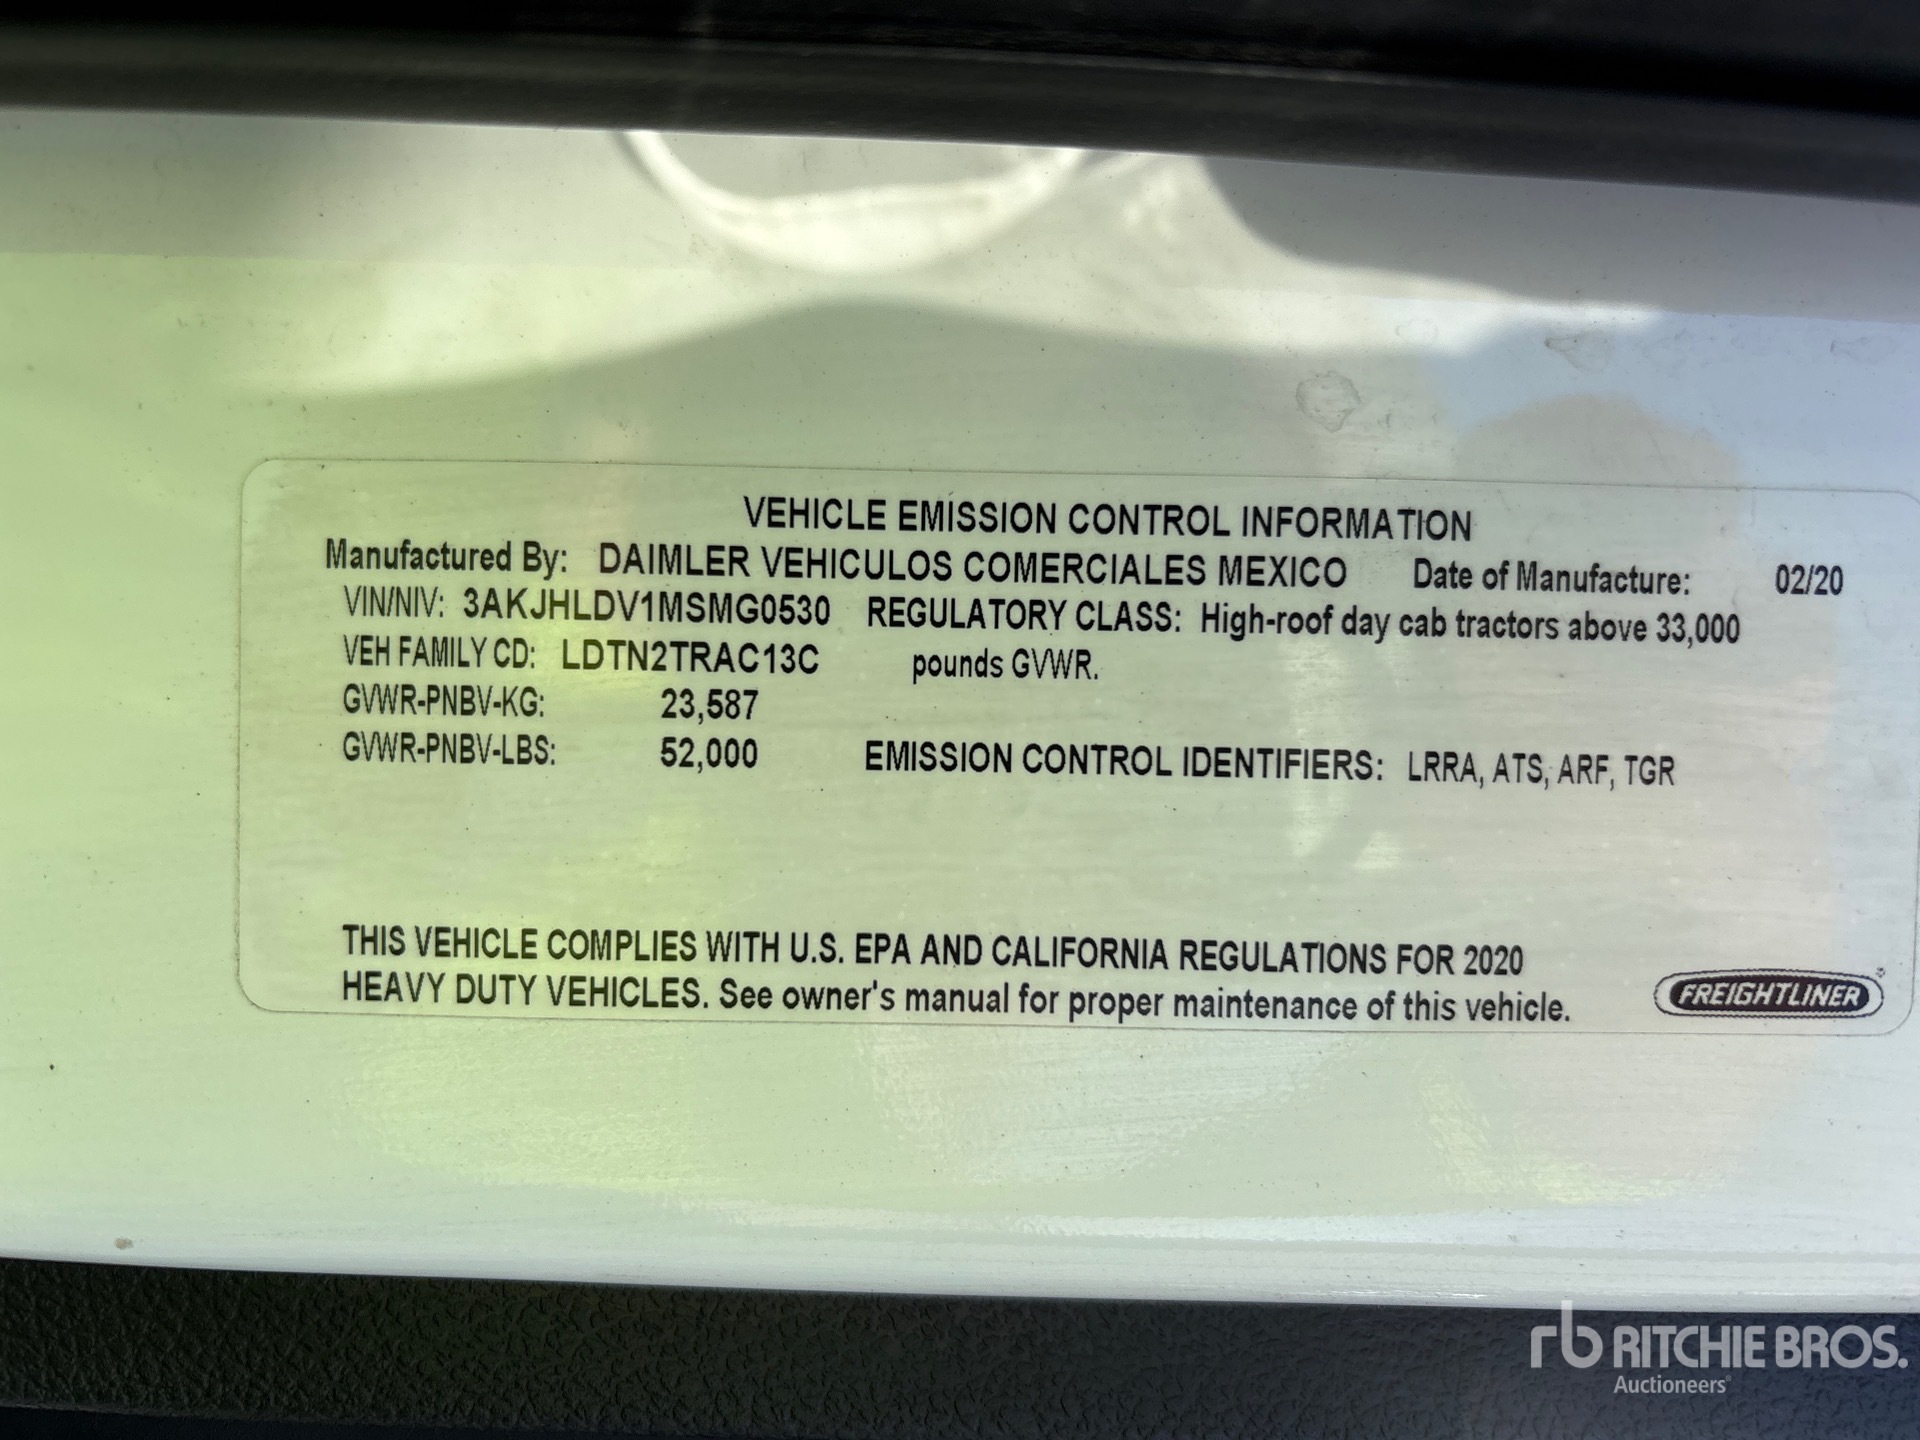 VEHICLE EMISSION CONTROL INFORMATION
Manufactured By: DAIMLER VEHICULOS COMERCIALES MEXICO Date of Manufacture: 02/20
VIN/NIV: 3AKJHLDV1MSMG0530 REGULATORY CLASS: High-roof day cab tractors above 33,000
VEH FAMILY CD: LDTN2TRAC13C pounds GVWR.
GVWR-PNBV-KG: 23,587
GVWR-PNBV-LBS: 52,000 EMISSION CONTROL IDENTIFIERS: LRRA, ATS, ARF, TGR
THIS VEHICLE COMPLIES WITH U.S. EPA AND CALIFORNIA REGULATIONS FOR 2020
HEAVY DUTY VEHICLES. See owner's manual for proper maintenance of this vehicle.
FREIGHTLINER
rb RITCHIE BROS.
Auctioneers